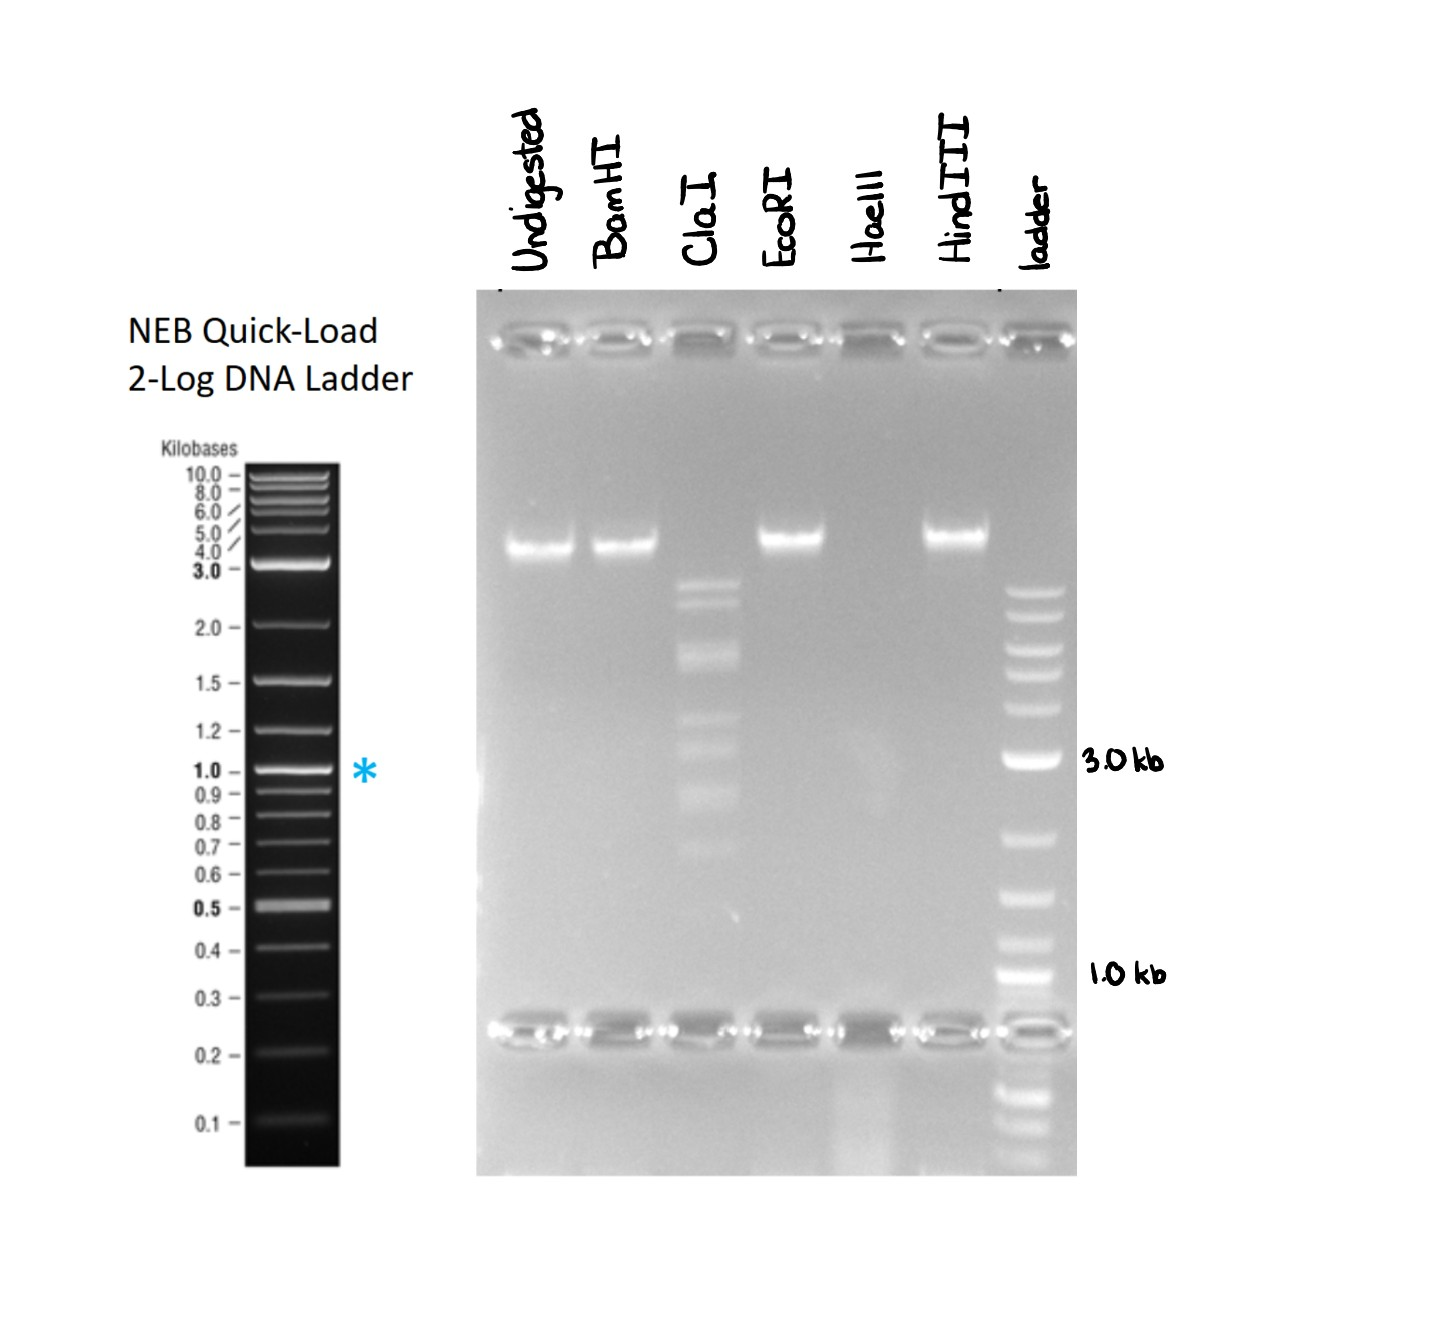 Undigested
BamHI
ClaI
EcoRI
HaeIII
HindIII
ladder
NEB Quick-Load
2-Log DNA Ladder
Kilobases
10.0
8.0
6.0
5.0
4.0
3.0
2.0
1.5
1.2
1.0 *
0.9
0.8
0.7
0.6
0.5
0.4
0.3
0.2
0.1
3.0 kb
1.0 kb